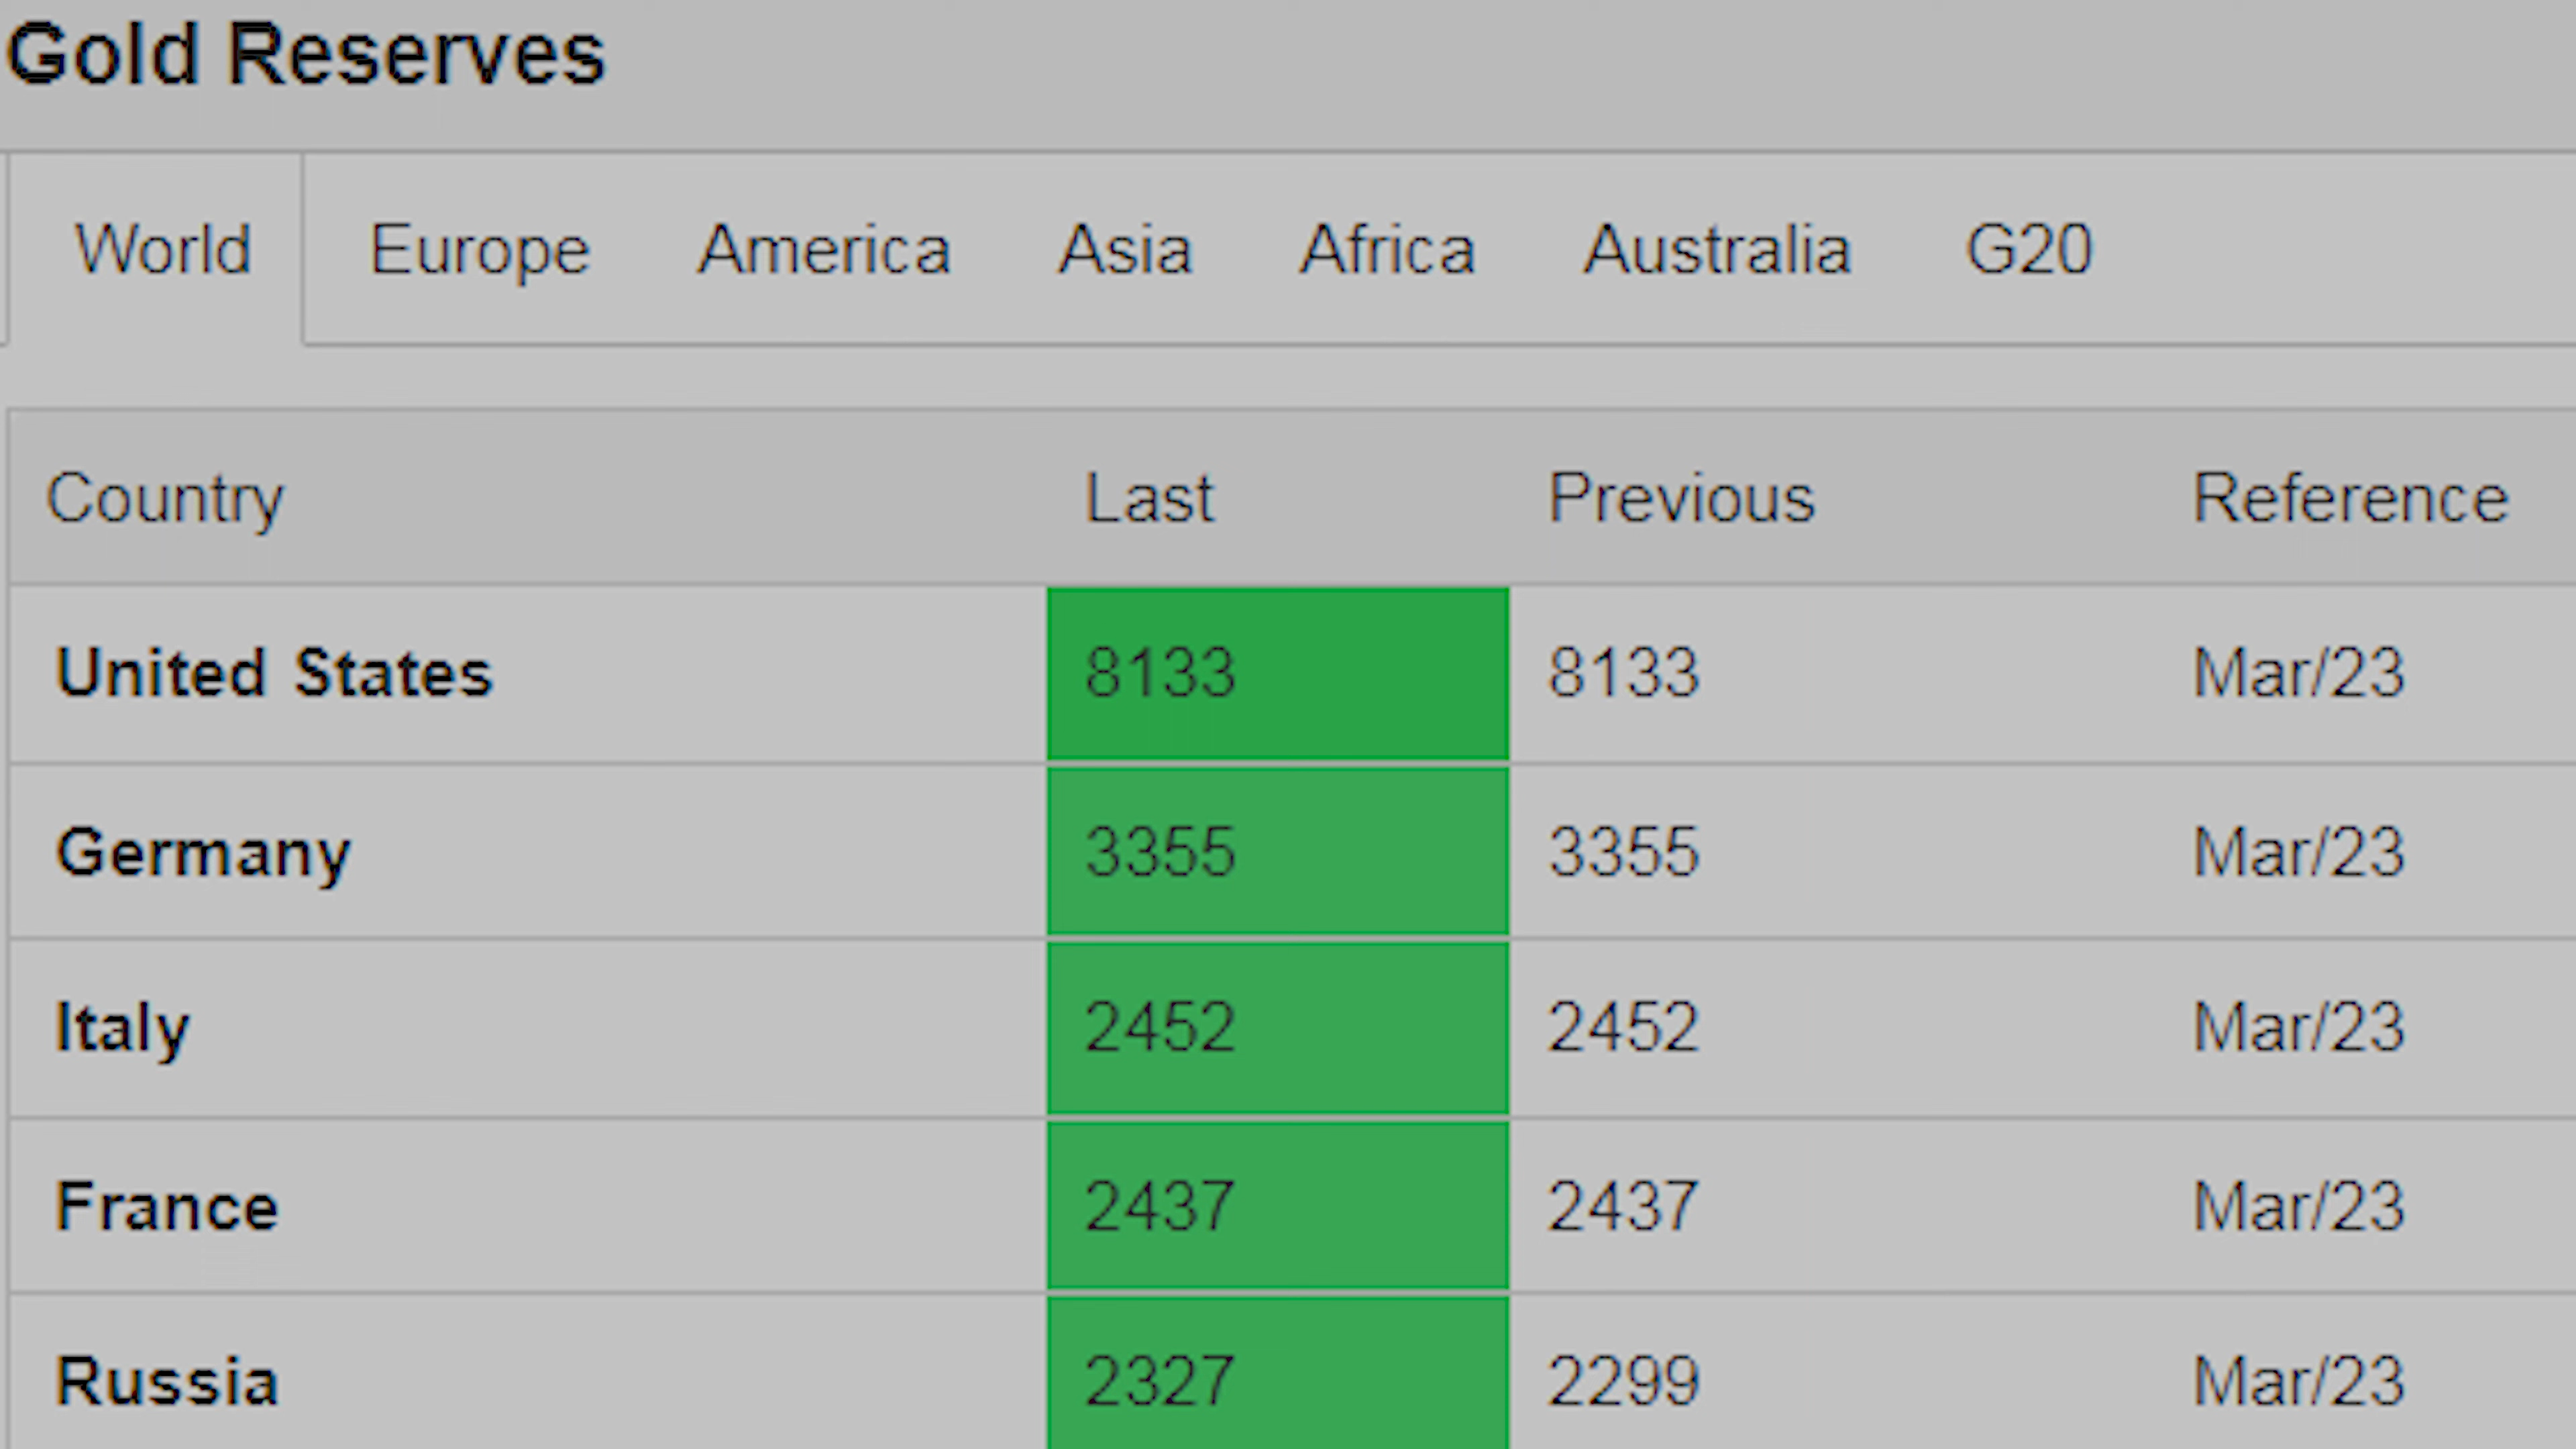 Gold Reserves
World Europe America Asia Africa Australia G20
Country Last Previous Reference
United States 8133 8133 Mar/23
Germany 3355 3355 Mar/23
Italy 2452 2452 Mar/23
France 2437 2437 Mar/23
Russia 2327 2299 Mar/23